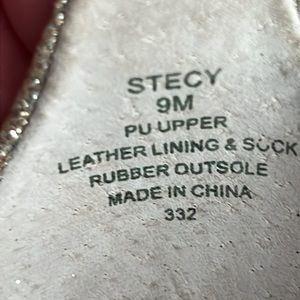 STECY
9M
PU UPPER
LEATHER LINING & SOCK
RUBBER OUTSOLE
MADE IN CHINA
332